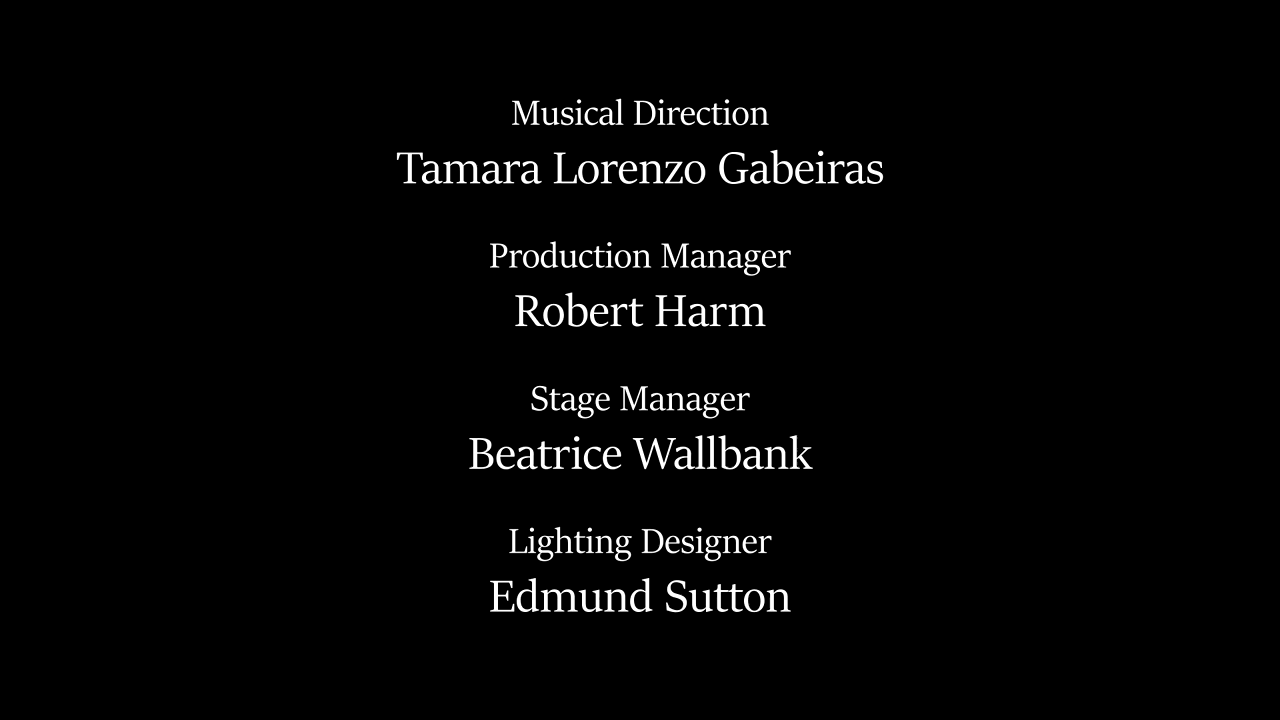 Musical Direction
Tamara Lorenzo Gabeiras
Production Manager
Robert Harm
Stage Manager
Beatrice Wallbank
Lighting Designer
Edmund Sutton